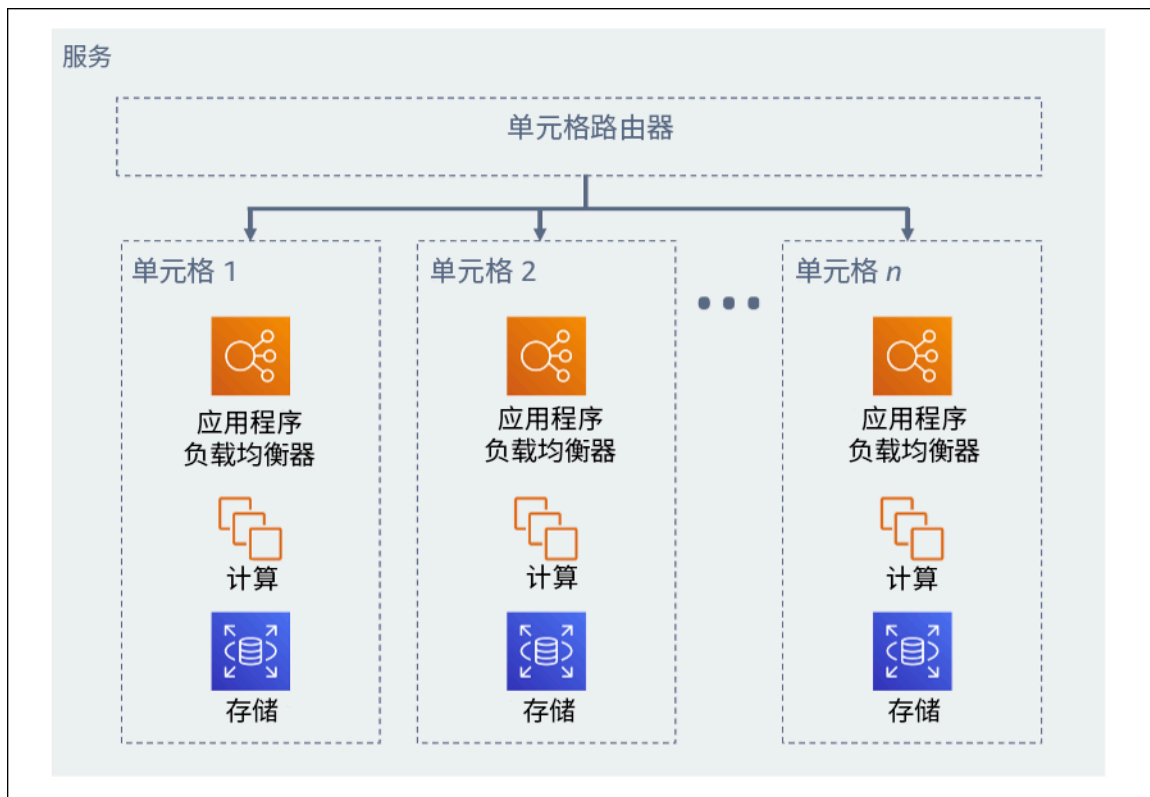 服务
单元格路由器
单元格 1
单元格 2
单元格 n
应用程序
负载均衡器
应用程序
负载均衡器
应用程序
负载均衡器
计算
计算
计算
存储
存储
存储